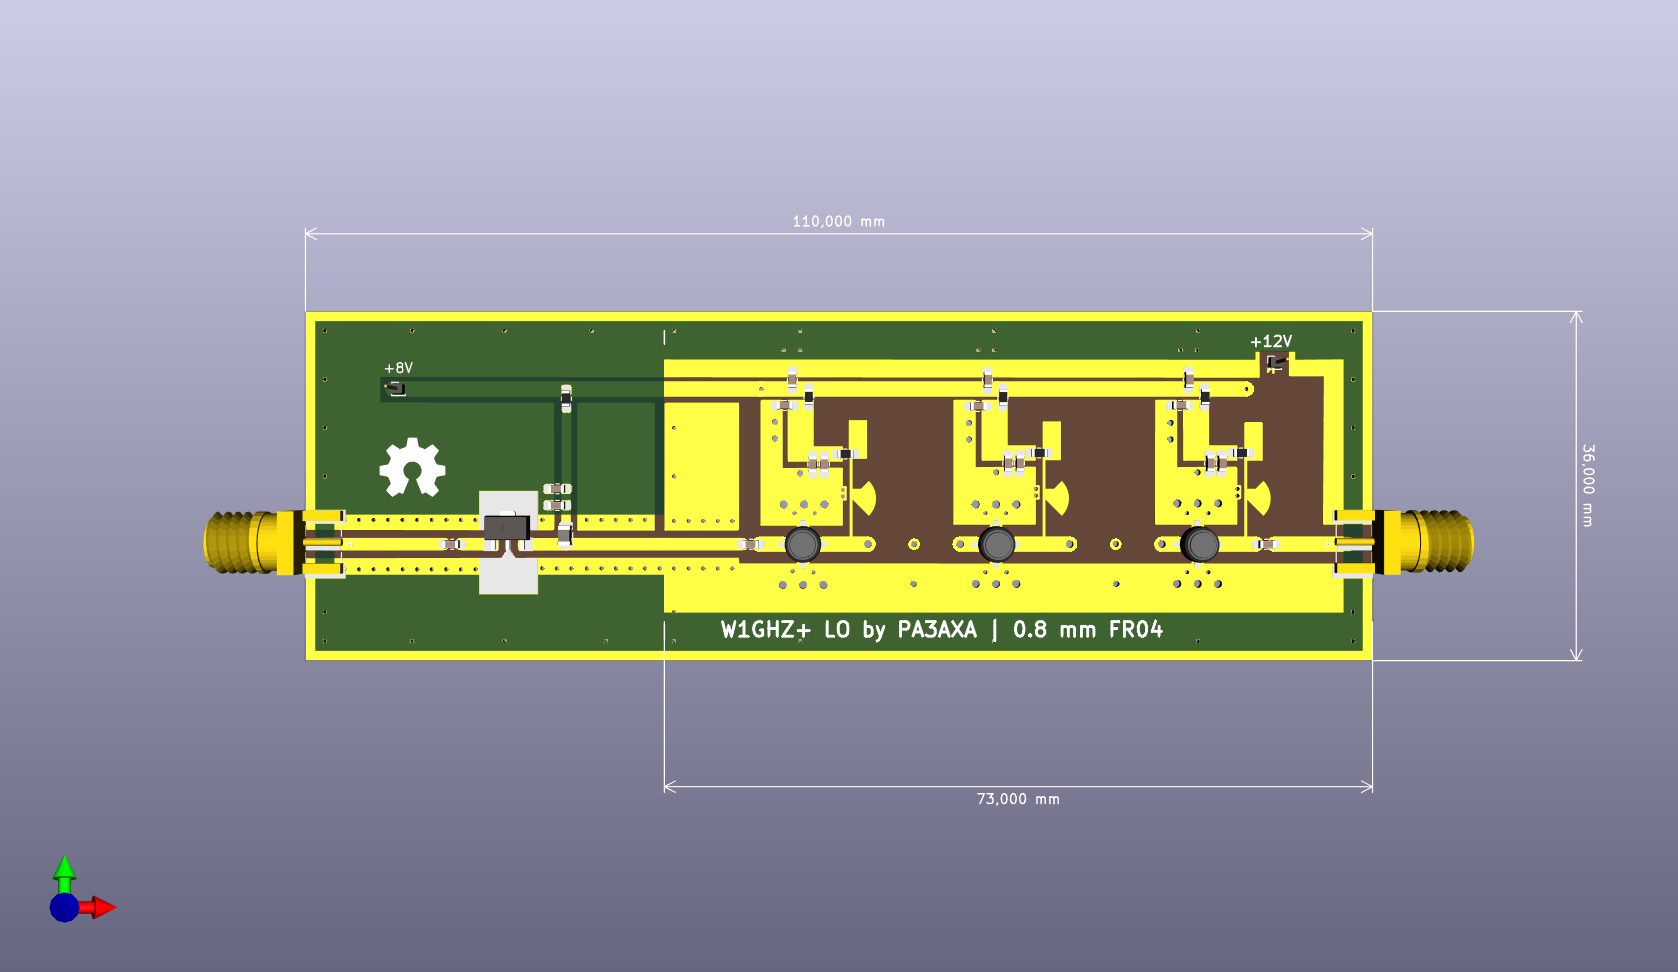 110,000 mm
+12V
+8V
36,000 mm
W1GHZ+ LO by PA3AXA | 0.8 mm FR04
73,000 mm